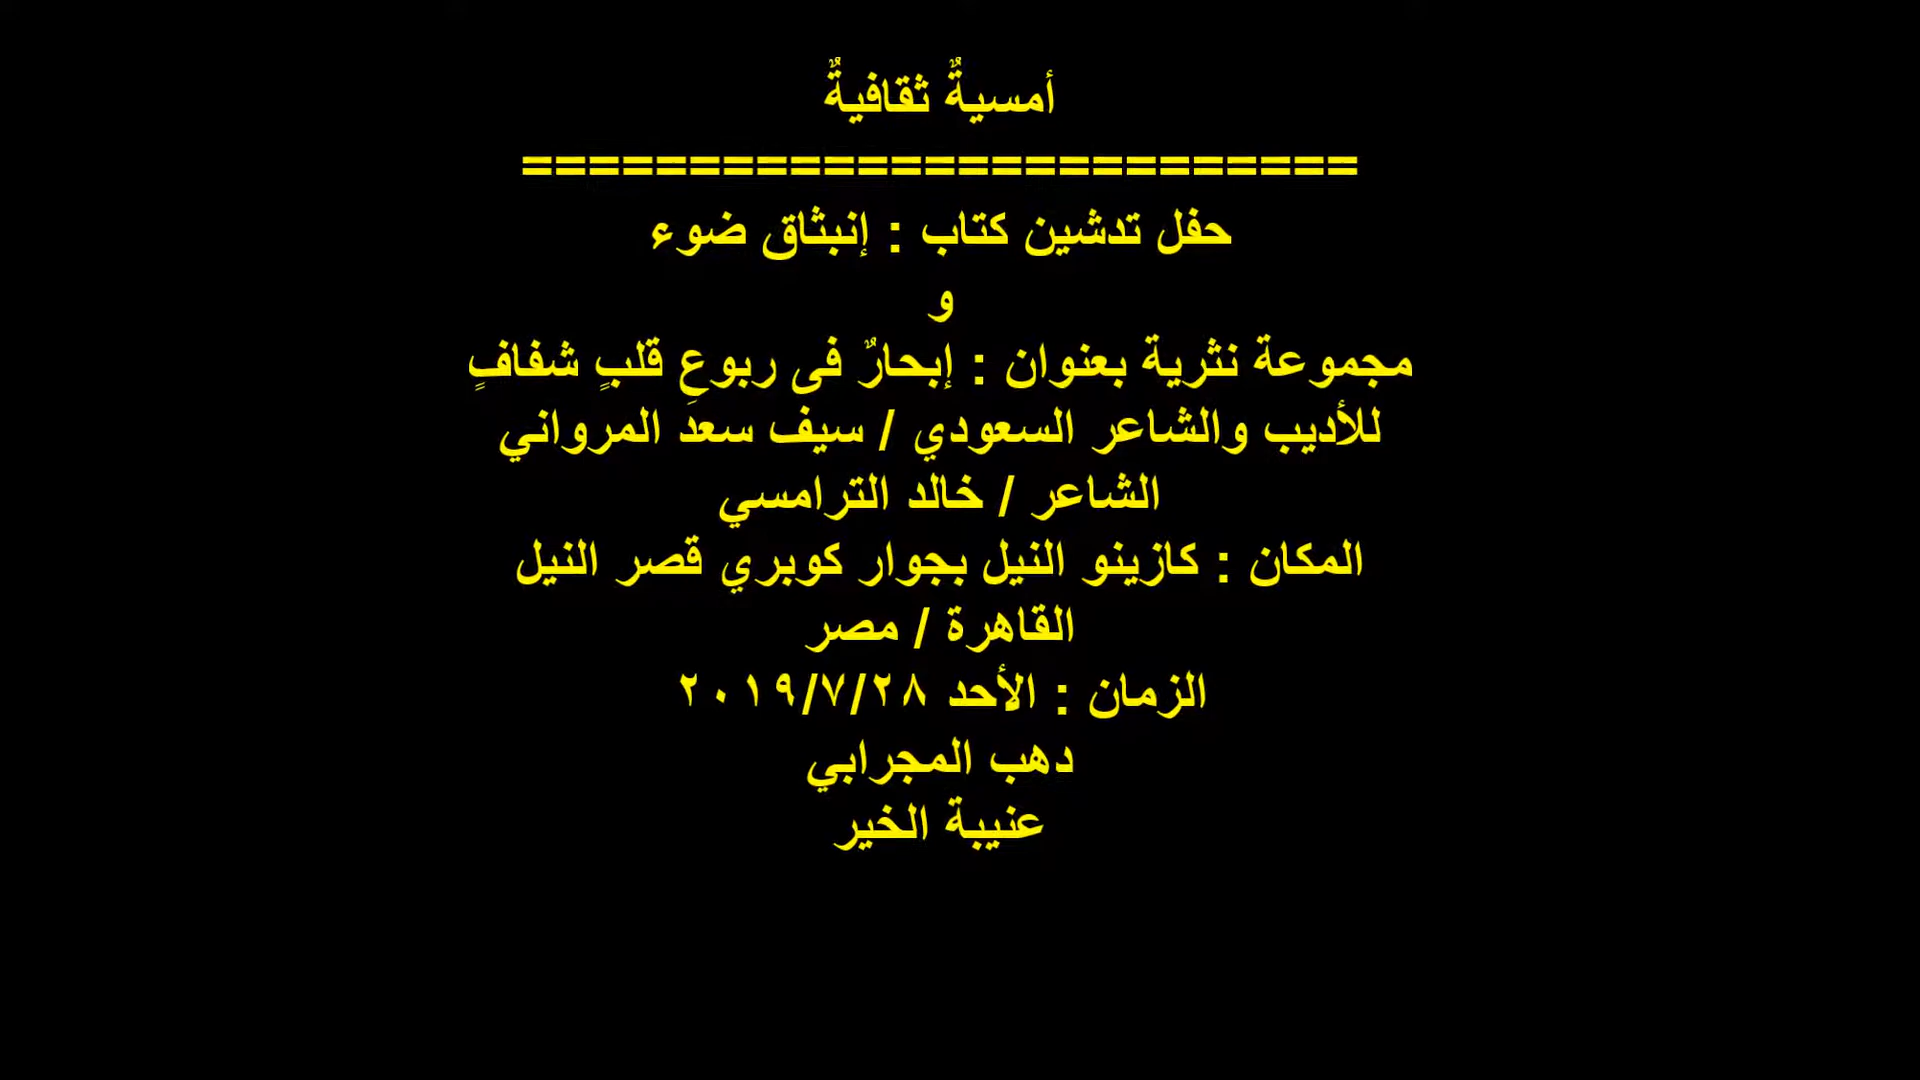 أمسيةٌ ثقافيةٌ
=========================
حفل تدشين كتاب : إنبثاق ضوء
و
مجموعة نثرية بعنوان : إبحارٌ فى ربوعِ قلبٍ شفافٍ
للأديب والشاعر السعودي / سيف سعد المرواني
الشاعر / خالد الترامسي
المكان : كازينو النيل بجوار كوبري قصر النيل
القاهرة / مصر
الزمان : الأحد ٢٠١٩/٧/٢٨
دهب المجرابي
عنيبة الخير